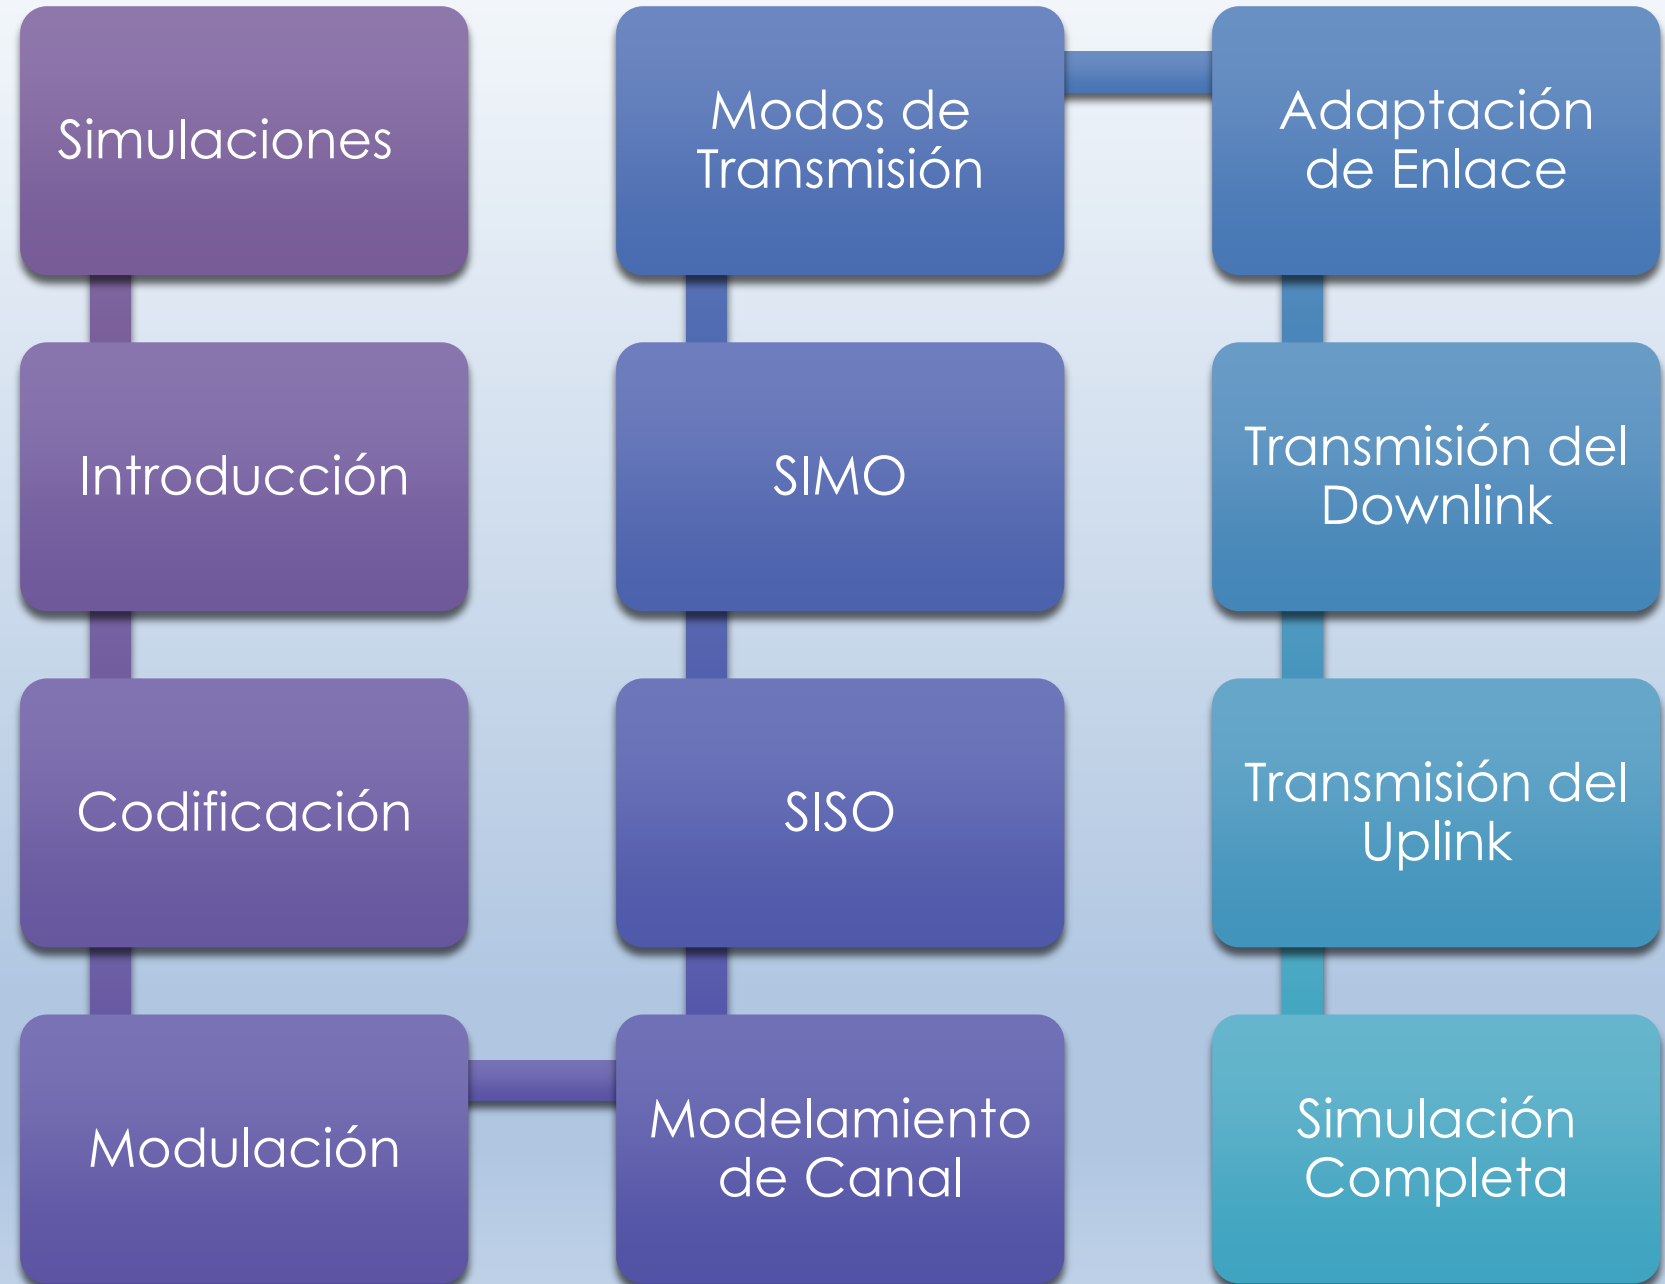 Simulaciones
Introducción
Codificación
Modulación
Modelamiento
de Canal
SISO
SIMO
Modos de
Transmisión
Adaptación
de Enlace
Transmisión del
Downlink
Transmisión del
Uplink
Simulación
Completa